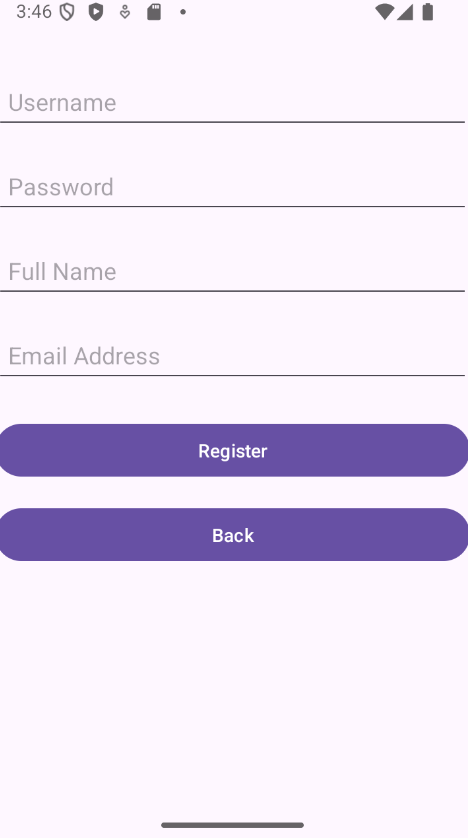 3:46
Username
Password
Full Name
Email Address
Register
Back